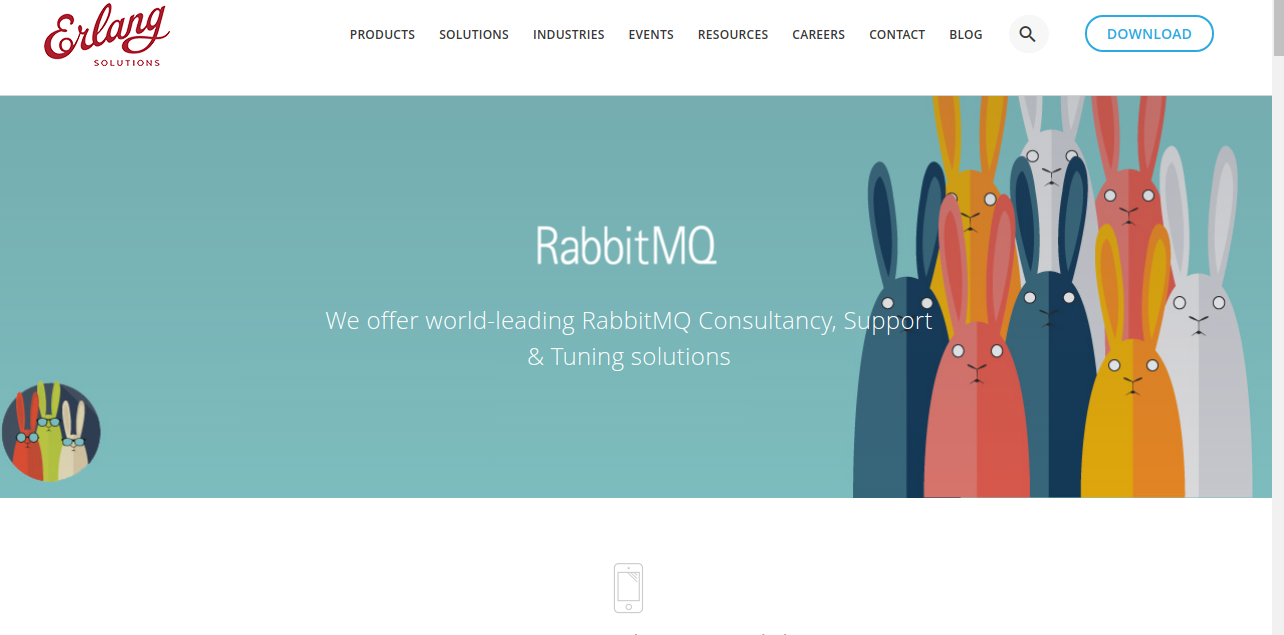 Erlang
SOLUTIONS
PRODUCTS SOLUTIONS INDUSTRIES EVENTS RESOURCES CAREERS CONTACT BLOG DOWNLOAD
RabbitMQ
We offer world-leading RabbitMQ Consultancy, Support
& Tuning solutions